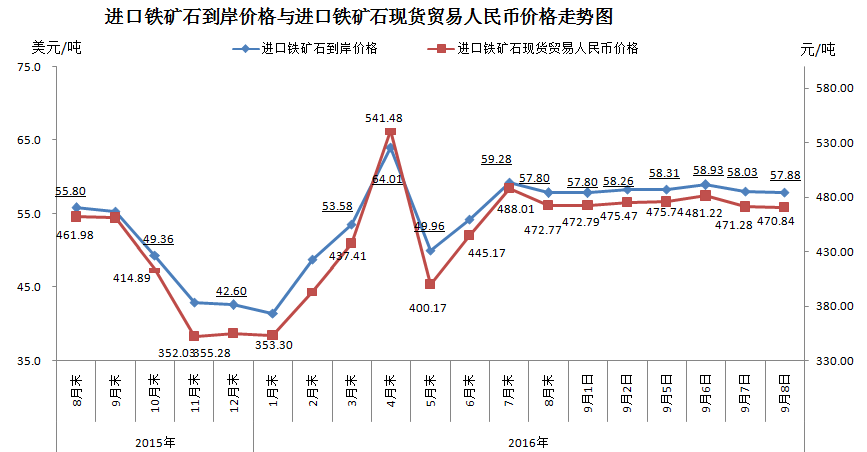 进口铁矿石到岸价格与进口铁矿石现货贸易人民币价格走势图
美元/吨
进口铁矿石到岸价格
进口铁矿石现货贸易人民币价格
元/吨
75.0
65.0
55.0
45.0
35.0
580.00
530.00
480.00
430.00
380.00
330.00
55.80
49.36
42.60
53.58
64.01
49.96
59.28
57.80
57.80
58.26
58.31
58.93
58.03
57.88
461.98
414.89
352.03
355.28
353.30
437.41
541.48
400.17
445.17
488.01
472.77
472.79
475.47
475.74
481.22
471.28
470.84
8月末
9月末
10月末
11月末
12月末
1月末
2月末
3月末
4月末
5月末
6月末
7月末
8月末
9月1日
9月2日
9月5日
9月6日
9月7日
9月8日
2015年
2016年